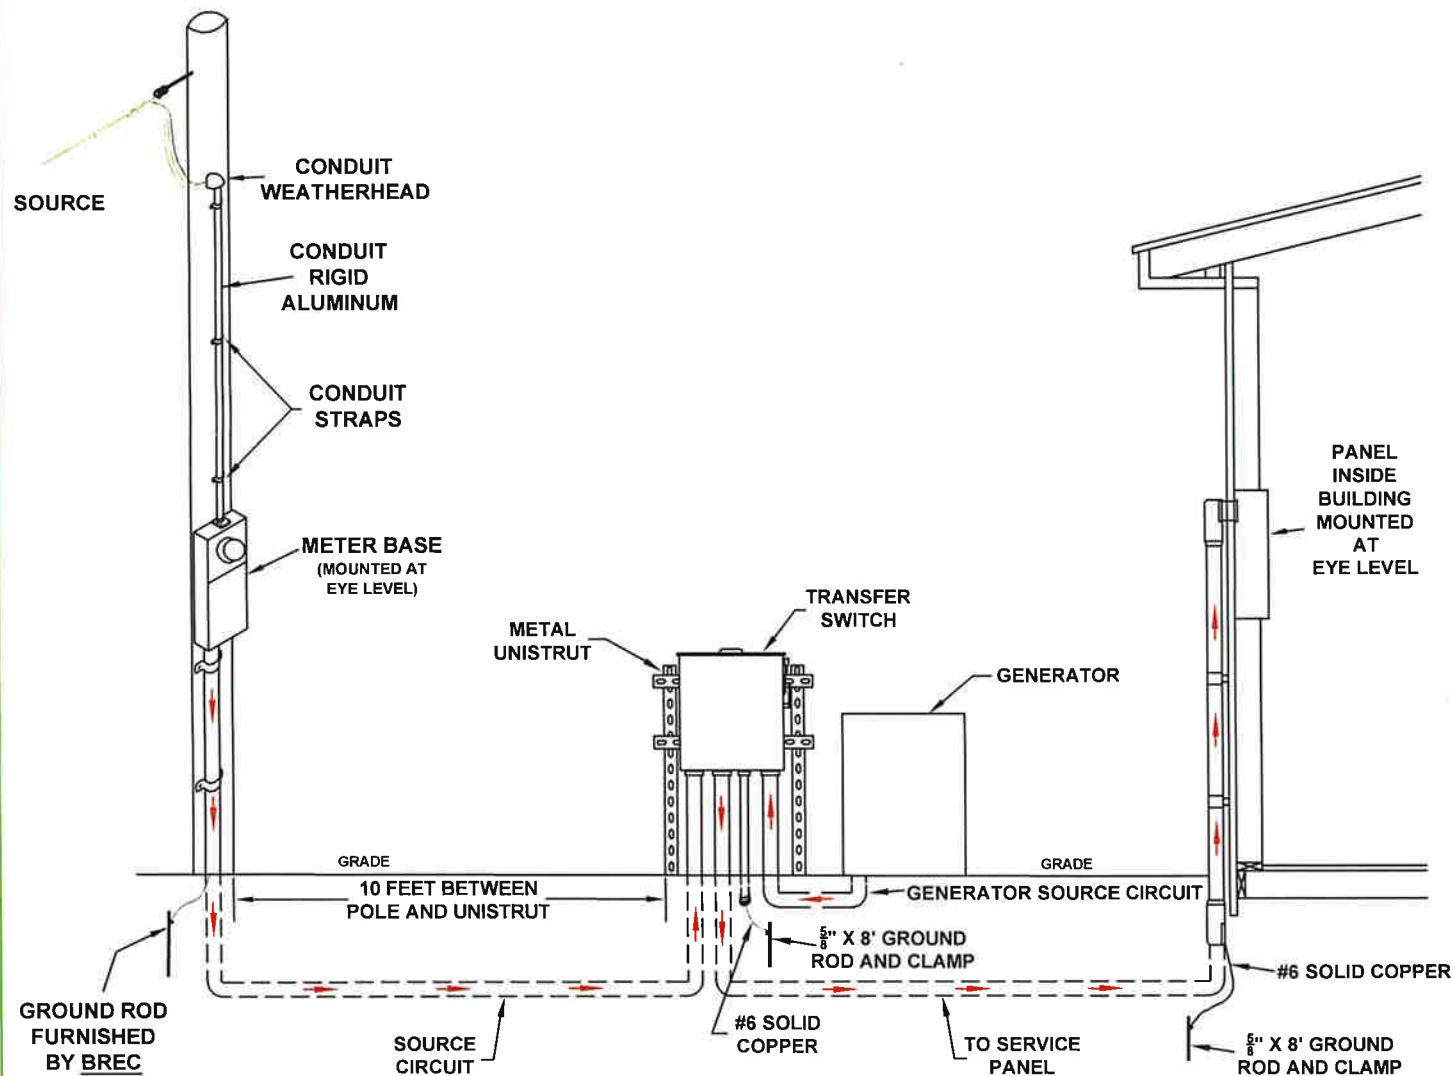 SOURCE
CONDUIT
WEATHERHEAD
CONDUIT
RIGID
ALUMINUM
CONDUIT
STRAPS
METER BASE
(MOUNTED AT
EYE LEVEL)
METAL
UNISTRUT
TRANSFER
SWITCH
GENERATOR
PANEL
INSIDE
BUILDING
MOUNTED
AT
EYE LEVEL
GRADE
10 FEET BETWEEN
POLE AND UNISTRUT
GRADE
GENERATOR SOURCE CIRCUIT
5/8" X 8' GROUND
ROD AND CLAMP
#6 SOLID COPPER
GROUND ROD
FURNISHED
BY BREC
SOURCE
CIRCUIT
#6 SOLID
COPPER
TO SERVICE
PANEL
5/8" X 8' GROUND
ROD AND CLAMP